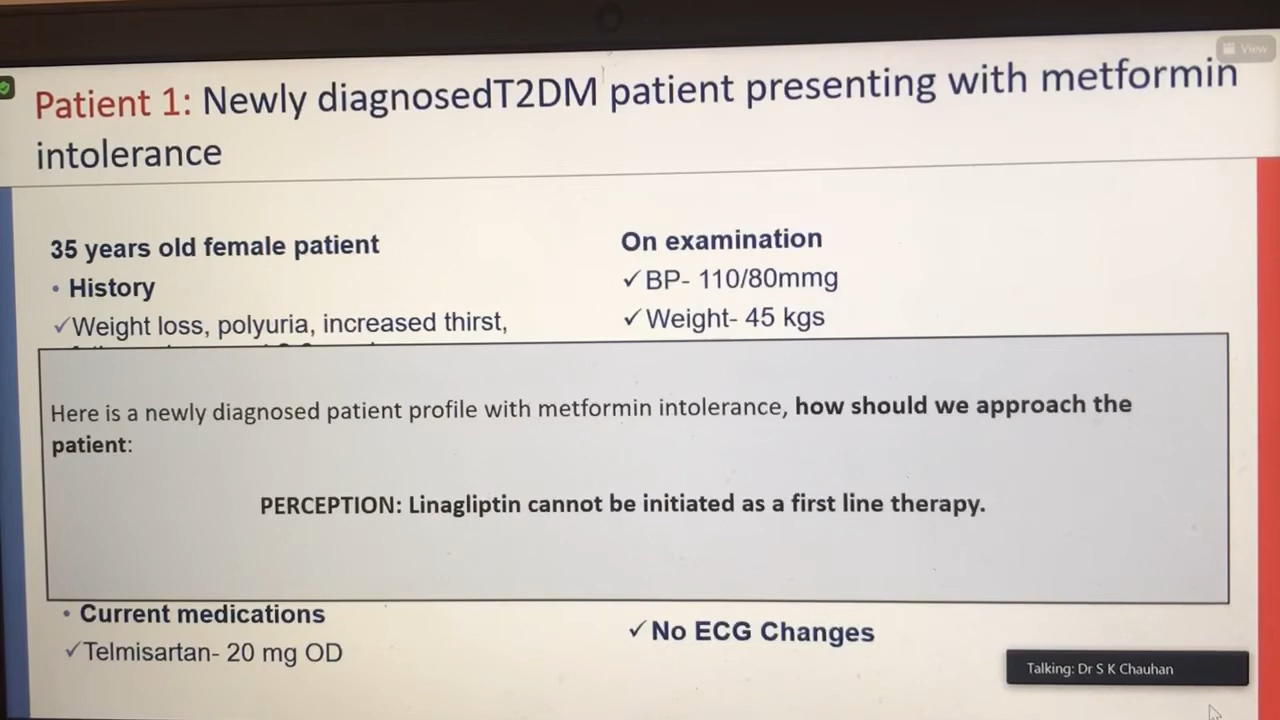 View
Patient 1: Newly diagnosedT2DM patient presenting with metformin
intolerance
35 years old female patient
• History
✓Weight loss, polyuria, increased thirst,
On examination
✓BP- 110/80mmg
✓Weight- 45 kgs
Here is a newly diagnosed patient profile with metformin intolerance, how should we approach the
patient:
PERCEPTION: Linagliptin cannot be initiated as a first line therapy.
• Current medications
✓Telmisartan- 20 mg OD
✓No ECG Changes
Talking: Dr S K Chauhan